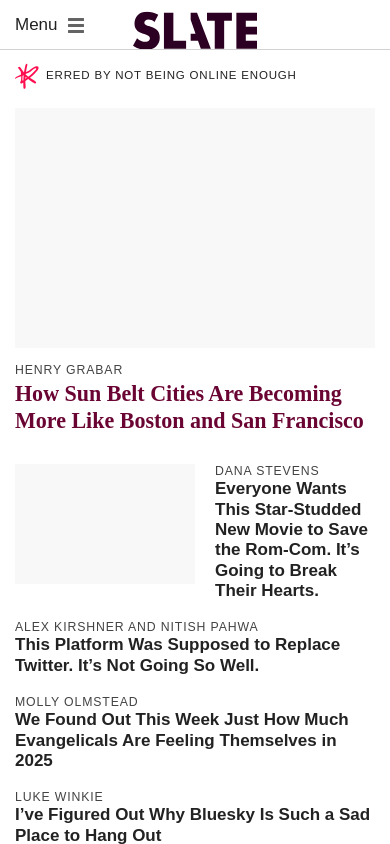 Menu
SLATE
ERRED BY NOT BEING ONLINE ENOUGH
HENRY GRABAR
How Sun Belt Cities Are Becoming
More Like Boston and San Francisco
DANA STEVENS
Everyone Wants
This Star-Studded
New Movie to Save
the Rom-Com. It’s
Going to Break
Their Hearts.
ALEX KIRSHNER AND NITISH PAHWA
This Platform Was Supposed to Replace
Twitter. It’s Not Going So Well.
MOLLY OLMSTEAD
We Found Out This Week Just How Much
Evangelicals Are Feeling Themselves in
2025
LUKE WINKIE
I’ve Figured Out Why Bluesky Is Such a Sad
Place to Hang Out